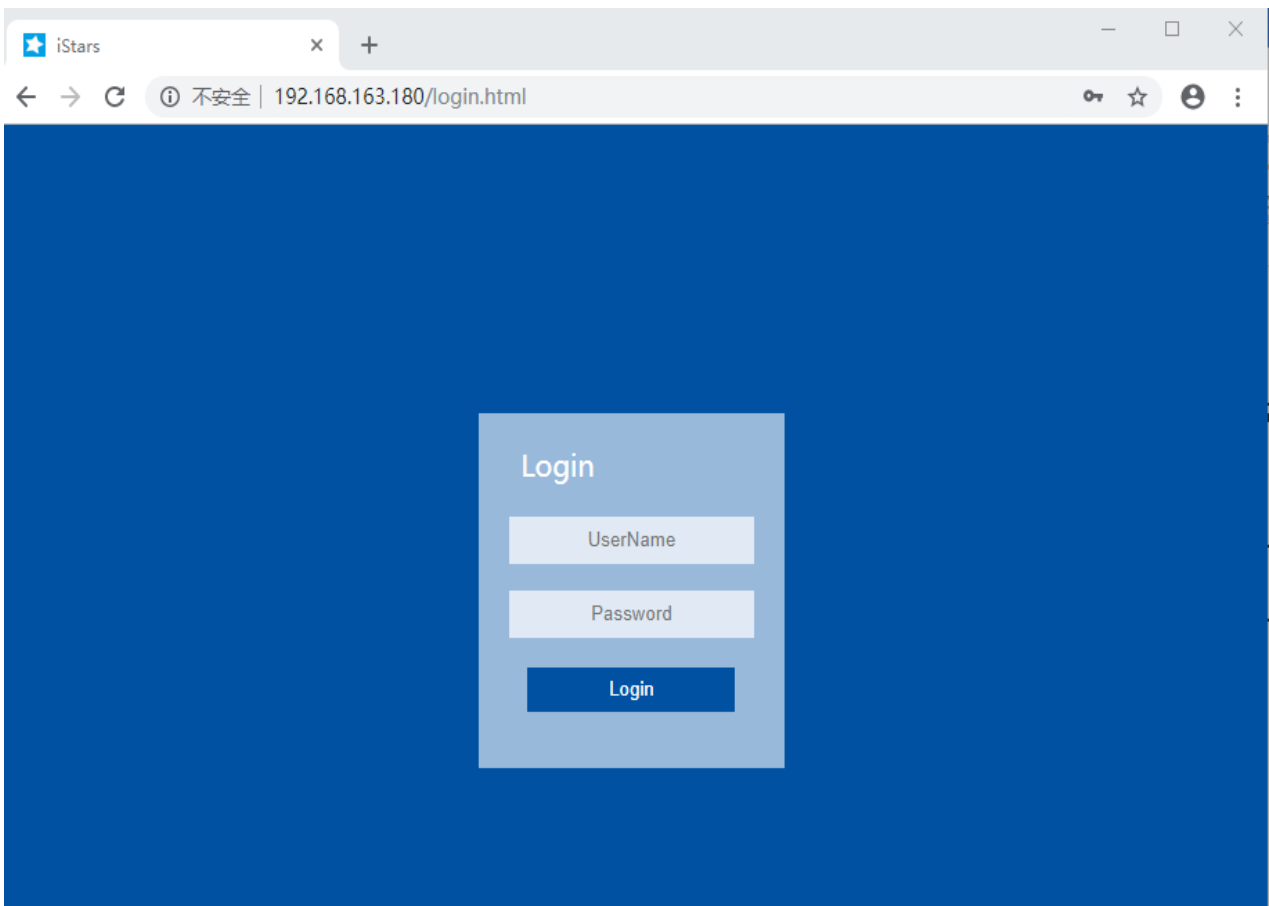 iStars
不安全 192.168.163.180/login.html
Login
UserName
Password
Login